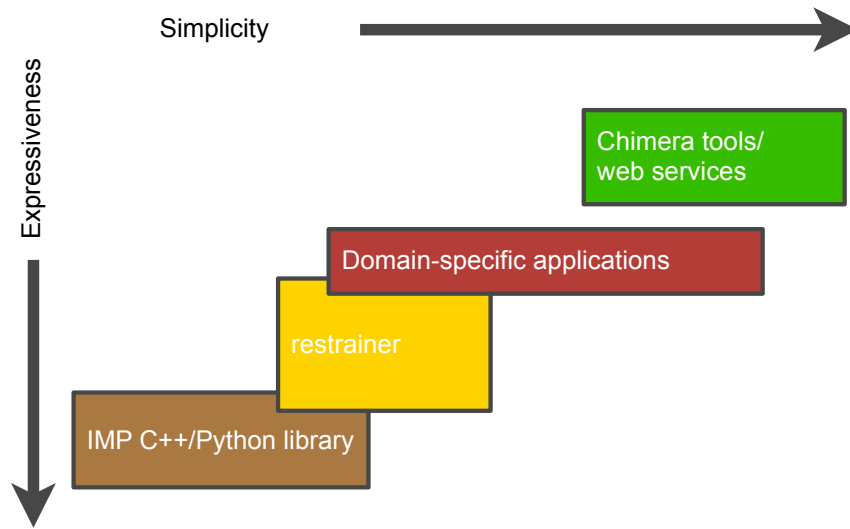 Simplicity
Expressiveness
Chimera tools/
web services
Domain-specific applications
restrainer
IMP C++/Python library